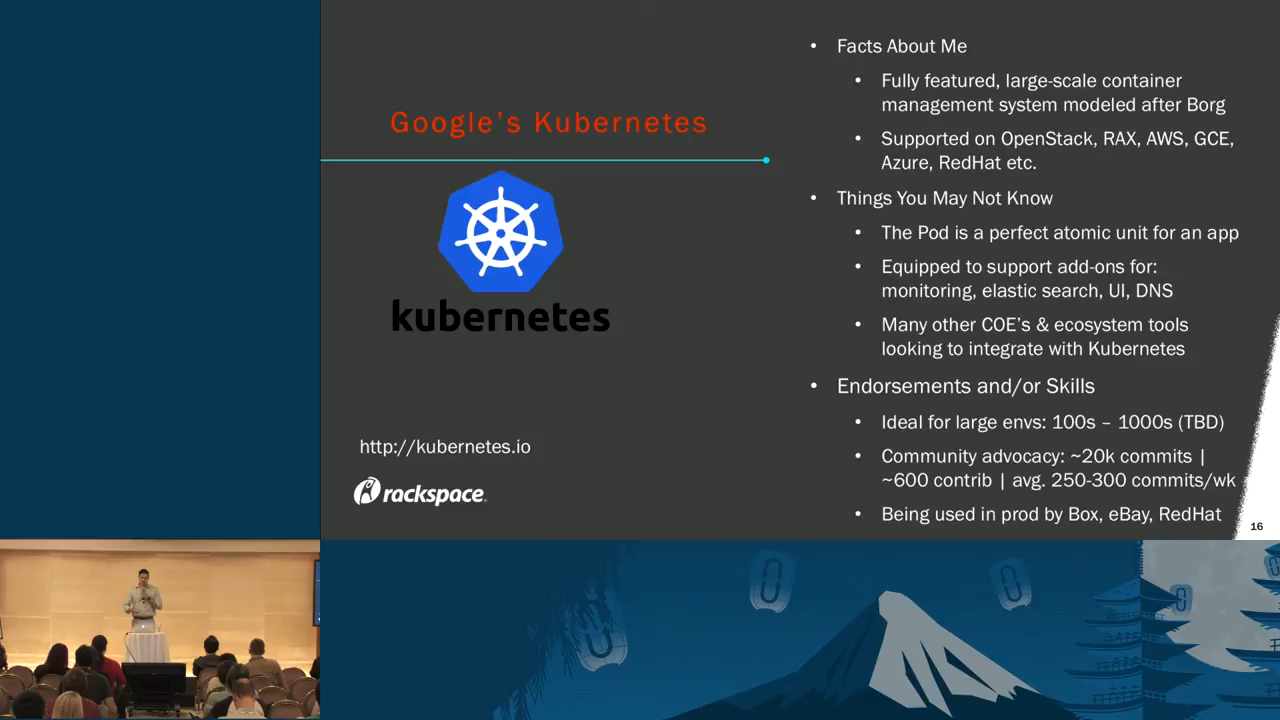 Google's Kubernetes
kubernetes
http://kubernetes.io
rackspace
• Facts About Me
• Fully featured, large-scale container
management system modeled after Borg
• Supported on OpenStack, RAX, AWS, GCE,
Azure, RedHat etc.
• Things You May Not Know
• The Pod is a perfect atomic unit for an app
• Equipped to support add-ons for:
monitoring, elastic search, UI, DNS
• Many other COE's & ecosystem tools
looking to integrate with Kubernetes
• Endorsements and/or Skills
• Ideal for large envs: 100s – 1000s (TBD)
• Community advocacy: ~20k commits |
~600 contrib | avg. 250-300 commits/wk
• Being used in prod by Box, eBay, RedHat
16